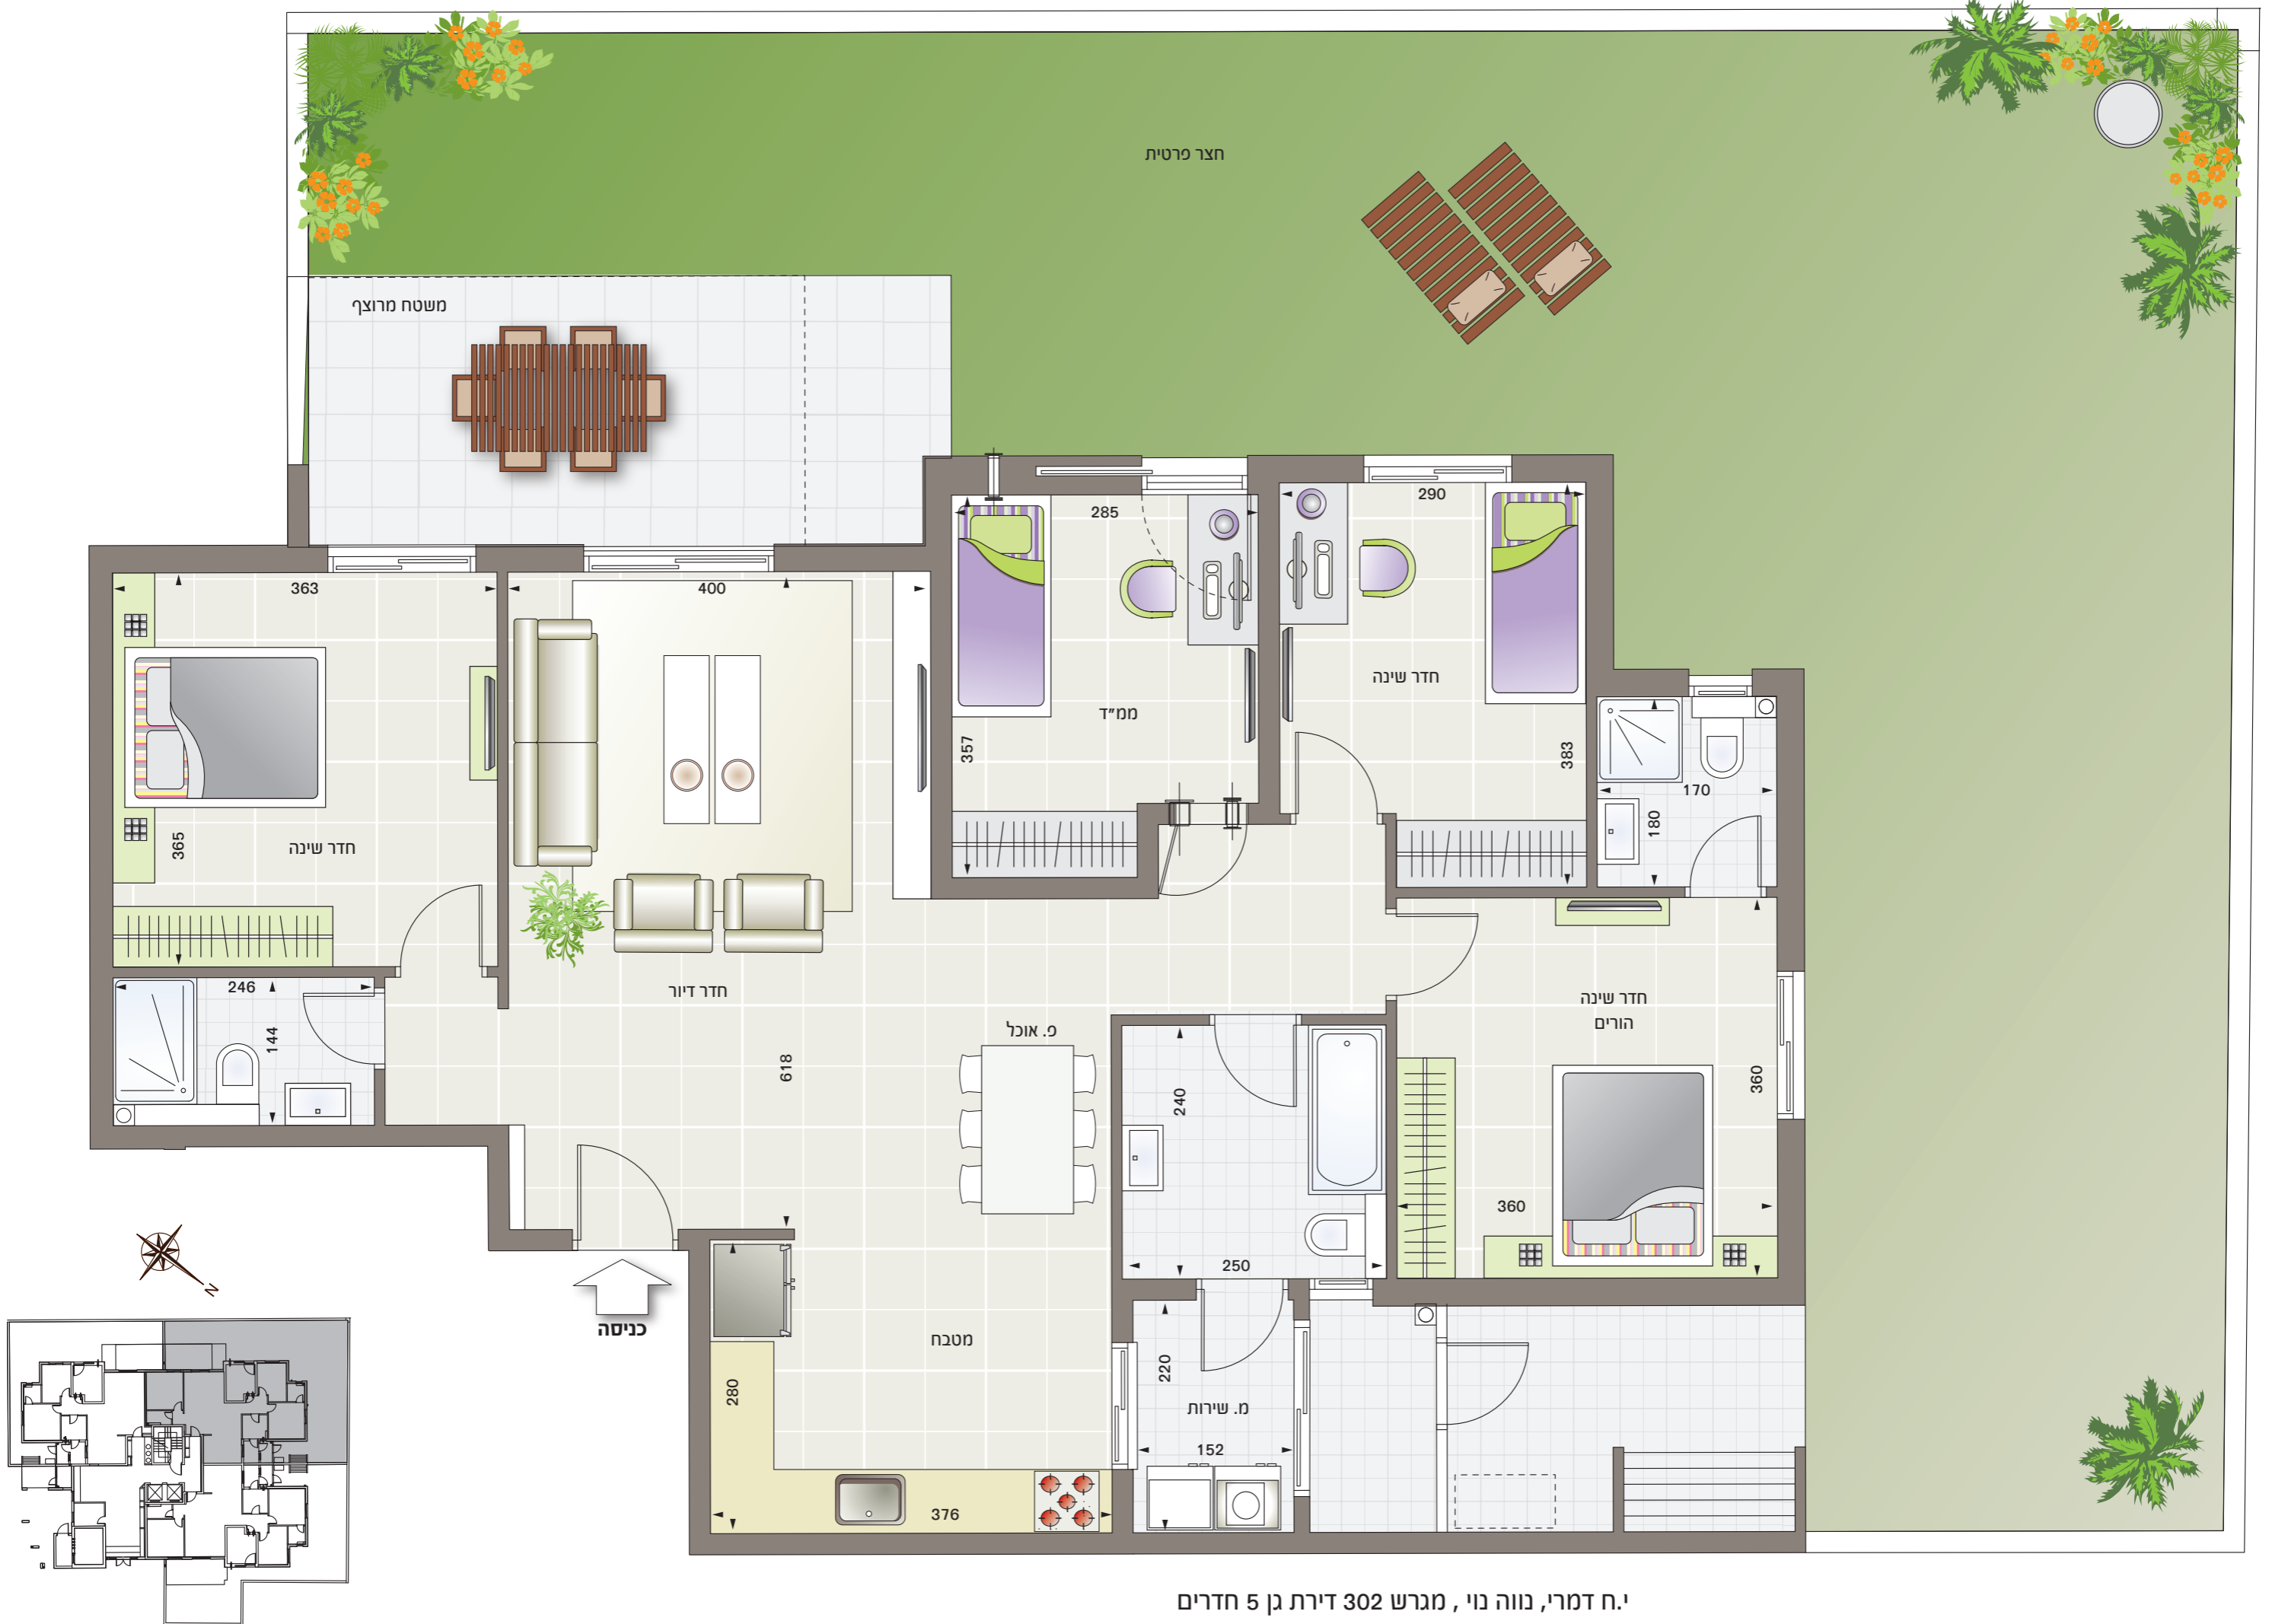 חצר פרטית
משטח מרוצף
285
290
363
400
חדר שינה
ממ״ד
357
383
170
180
365
חדר שינה
246
144
חדר דיור
חדר שינה
הורים
פ. אוכל
618
240
360
360
250
כניסה
מטבח
280
220
מ. שירות
152
376
N
י.ח דמרי, נווה נוי , מגרש 302 דירת גן 5 חדרים